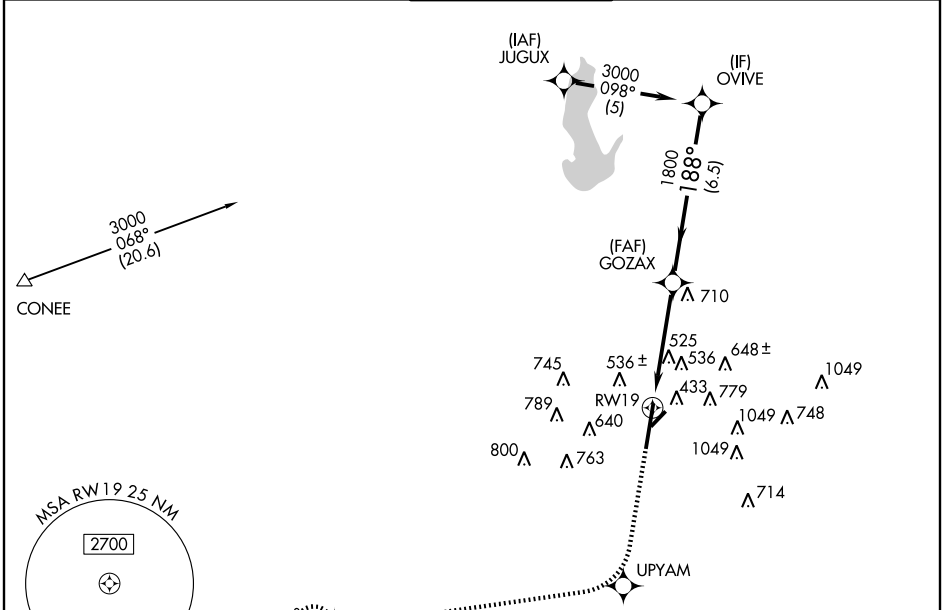 (IAF)
JUGUX
3000
098°
(5)
(IF)
OVIVE
1800
188°
(6.5)
3000
068°
(20.6)
CONEE
(FAF)
GOZAX
710
525
536
648 ±
745
536 ±
1049
433
779
RW19
789
640
1049
748
800
763
1049
714
MSA RW19 25 NM
2700
UPYAM